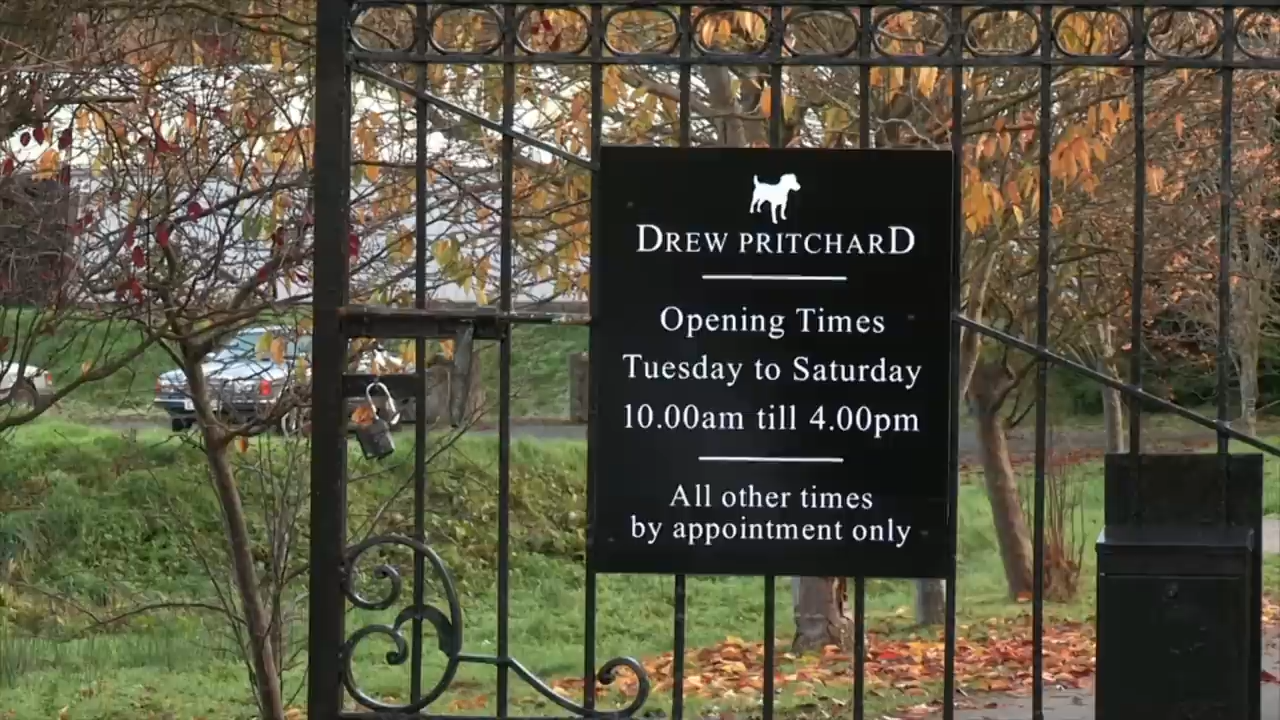 DREW PRITCHARD
Opening Times
Tuesday to Saturday
10.00am till 4.00pm
All other times
by appointment only